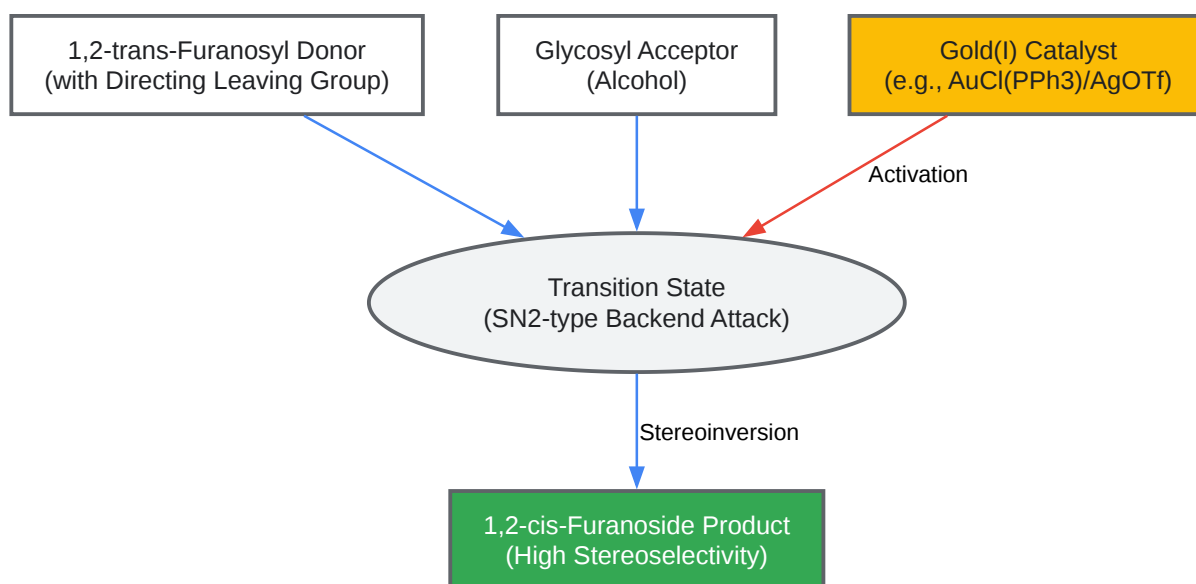 1,2-trans-Furanosyl Donor
(with Directing Leaving Group)
Glycosyl Acceptor
(Alcohol)
Gold(I) Catalyst
(e.g., AuCl(PPh3)/AgOTf)
Activation
Transition State
(SN2-type Backend Attack)
Stereoinversion
1,2-cis-Furanoside Product
(High Stereoselectivity)